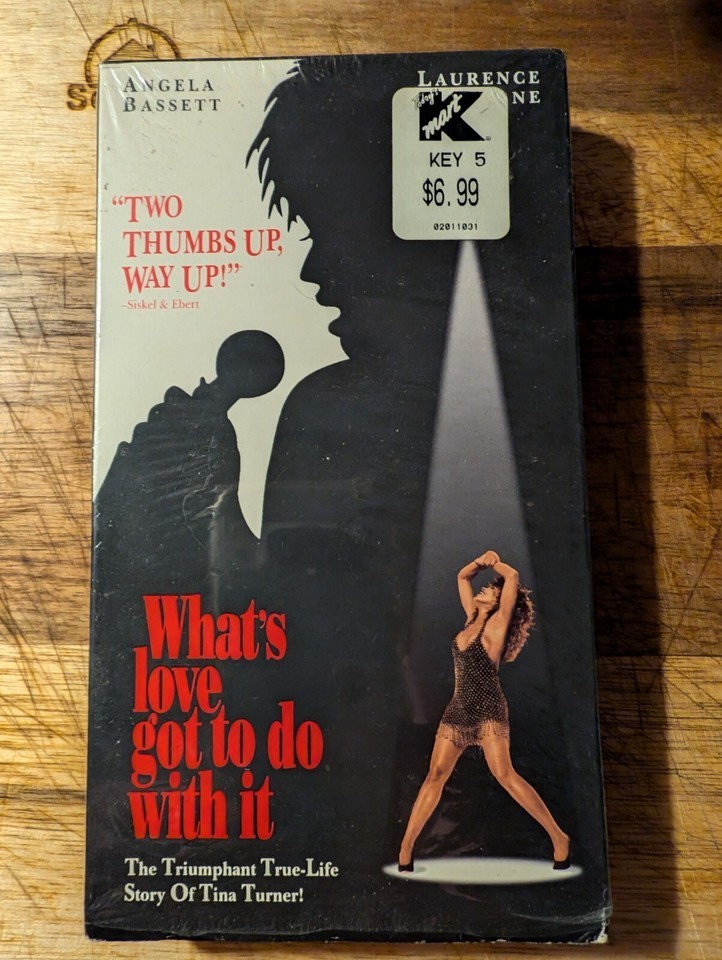 ANGELA
BASSETT
LAURENCE
NE
Today's
mart
K
KEY 5
$6.99
02011031
“TWO
THUMBS UP,
WAY UP!”
–Siskel & Ebert
What's
love
got to do
with it
The Triumphant True-Life
Story Of Tina Turner!